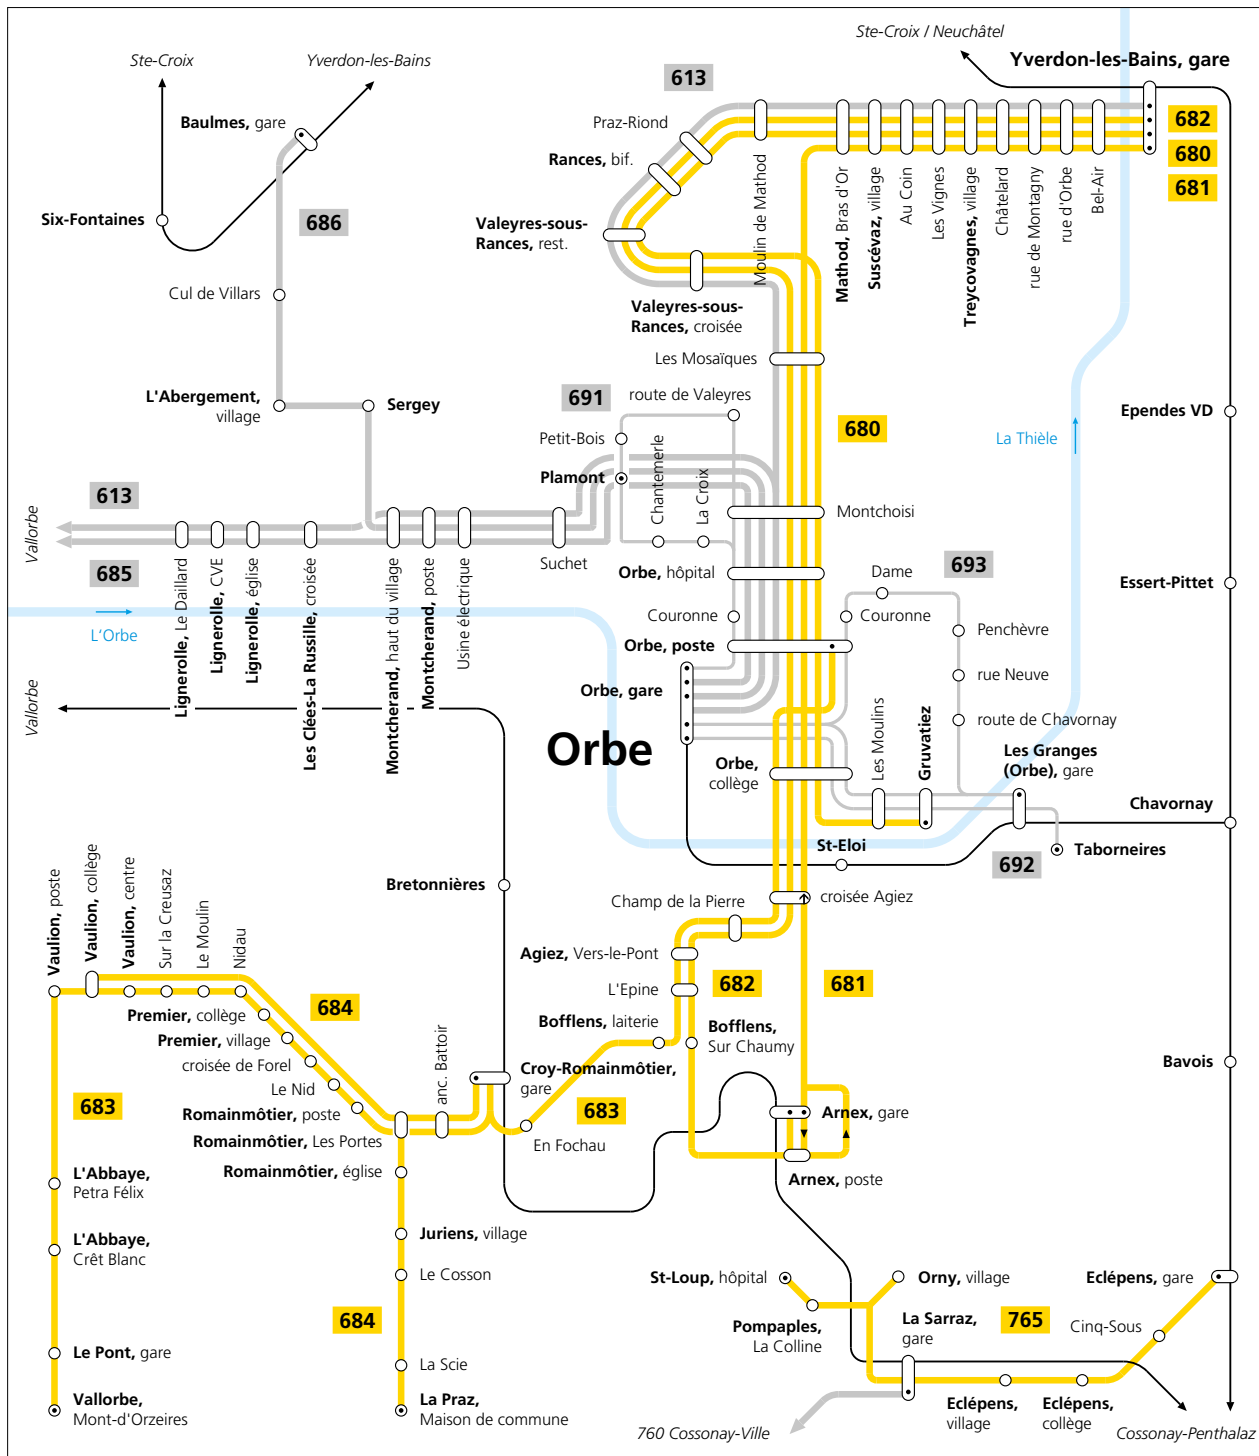 Ste-Croix / Neuchâtel
Ste-Croix
Yverdon-les-Bains
Yverdon-les-Bains, gare
613
Baulmes, gare
Praz-Riond
682
Rances, bif.
680
681
Six-Fontaines
686
Valeyres-sous-
Rances, rest.
Moulin de Mathod
Mathod, Bras d'Or
Suscévaz, village
Au Coin
Les Vignes
Treycovagnes, village
Châtelard
rue de Montagny
rue d'Orbe
Bel-Air
Cul de Villars
Valeyres-sous-
Rances, croisée
Les Mosaïques
L'Abergement,
village
Sergey
691
route de Valeyres
Ependes VD
680
La Thièle
Petit-Bois
Plamont
Chantemerle
La Croix
613
Vallorbe
Montchoisi
685
Suchet
Orbe, hôpital
693
Dame
Essert-Pittet
L'Orbe
Lignerolle, Le Daillard
Lignerolle, CVE
Lignerolle, église
Les Clées-La Russille, croisée
Montcherand, haut du village
Montcherand, poste
Usine électrique
Couronne
Couronne
Penchèvre
Orbe, poste
rue Neuve
Orbe, gare
Vallorbe
route de Chavornay
Orbe
Orbe,
collège
Les Moulins
Gruvatiez
Les Granges
(Orbe), gare
Chavornay
St-Eloi
692
Taborneires
Bretonnières
Champ de la Pierre
croisée Agiez
Vaulion, poste
Vaulion, collège
Vaulion, centre
Sur la Creusaz
Le Moulin
Nidau
Agiez, Vers-le-Pont
L'Epine
682
681
684
Premier, collège
Bofflens, laiterie
Bofflens,
Sur Chaumy
Premier, village
croisée de Forel
anc. Battoir
Croy-Romainmôtier,
gare
Bavois
Le Nid
683
683
Romainmôtier, poste
Arnex, gare
Romainmôtier, Les Portes
En Fochau
Romainmôtier, église
Arnex, poste
L'Abbaye,
Petra Félix
Juriens, village
L'Abbaye,
Crêt Blanc
Le Cosson
St-Loup, hôpital
Orny, village
Eclépens, gare
684
Pompaples,
La Colline
La Sarraz,
gare
765
Cinq-Sous
Le Pont, gare
La Scie
Vallorbe,
Mont-d'Orzeires
La Praz,
Maison de commune
Eclépens,
village
Eclépens,
collège
760 Cossonay-Ville
Cossonay-Penthalaz